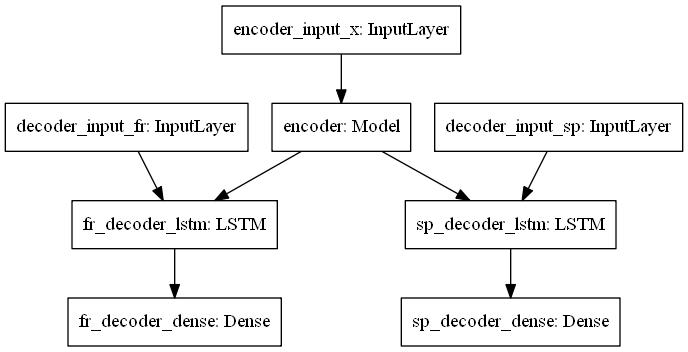 encoder_input_x: InputLayer
decoder_input_fr: InputLayer
encoder: Model
decoder_input_sp: InputLayer
fr_decoder_lstm: LSTM
sp_decoder_lstm: LSTM
fr_decoder_dense: Dense
sp_decoder_dense: Dense